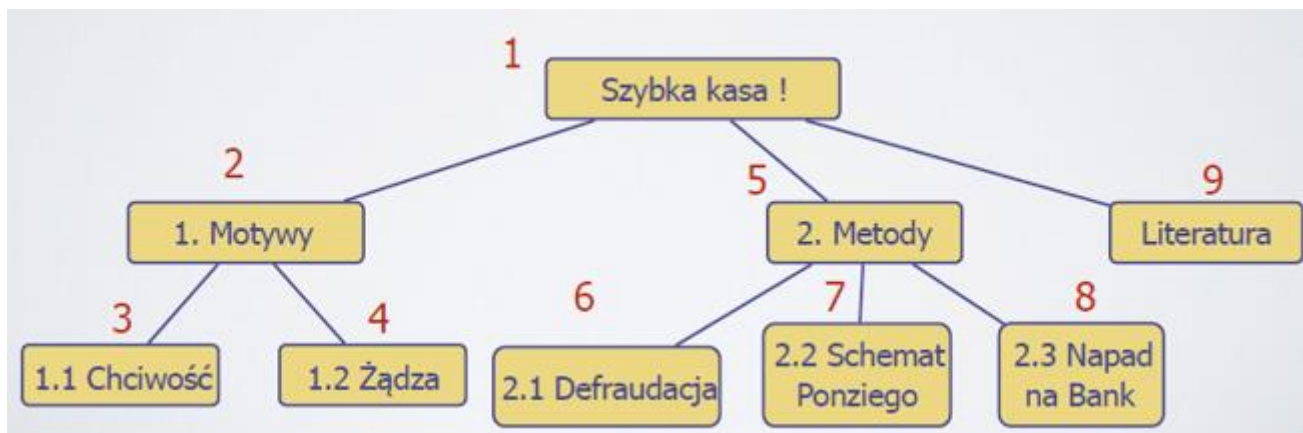 1
Szybka kasa !
2
1. Motywy
5
2. Metody
9
Literatura
3
1.1 Chciwość
4
1.2 Żądza
6
2.1 Defraudacja
7
2.2 Schemat
Ponziego
8
2.3 Napad
na Bank